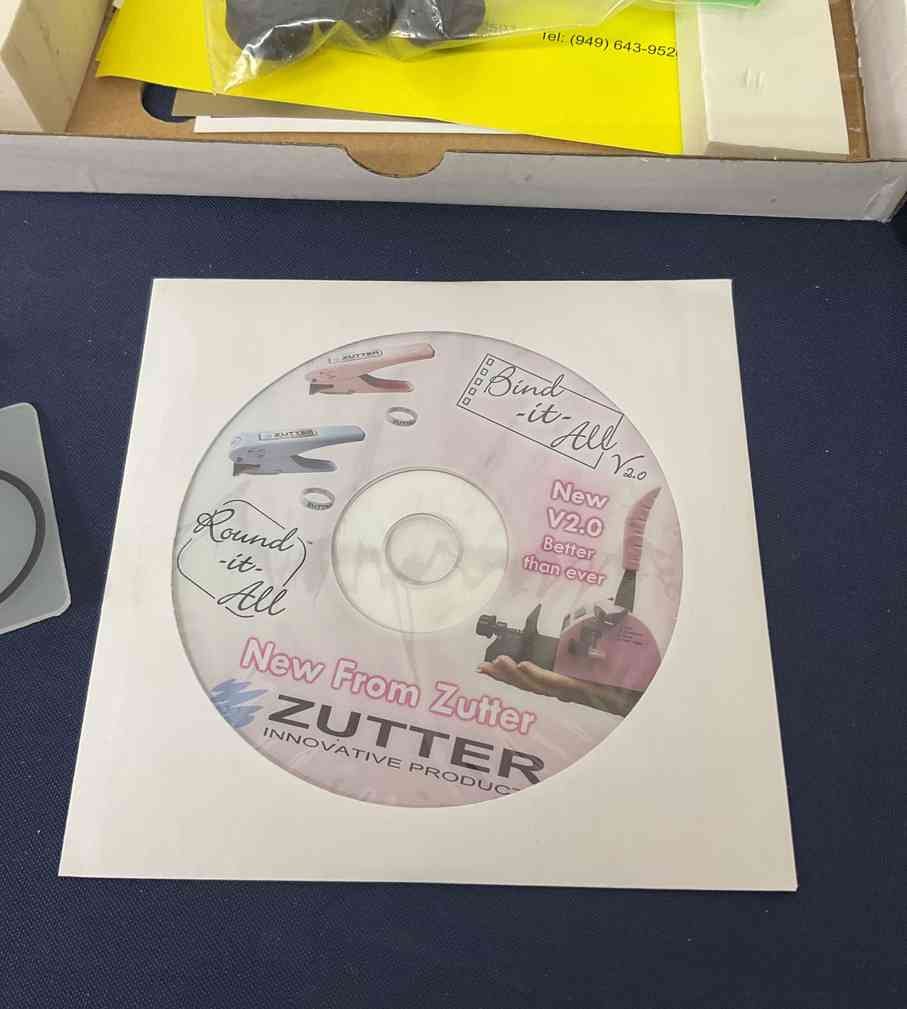 Tel: (949) 643-952
ZUTTER
ZUTTER
Bind
-it-
All
V2.0
New
V2.0
Better
than ever
Round
-it-
All
New From Zutter
ZUTTER
INNOVATIVE PRODUC